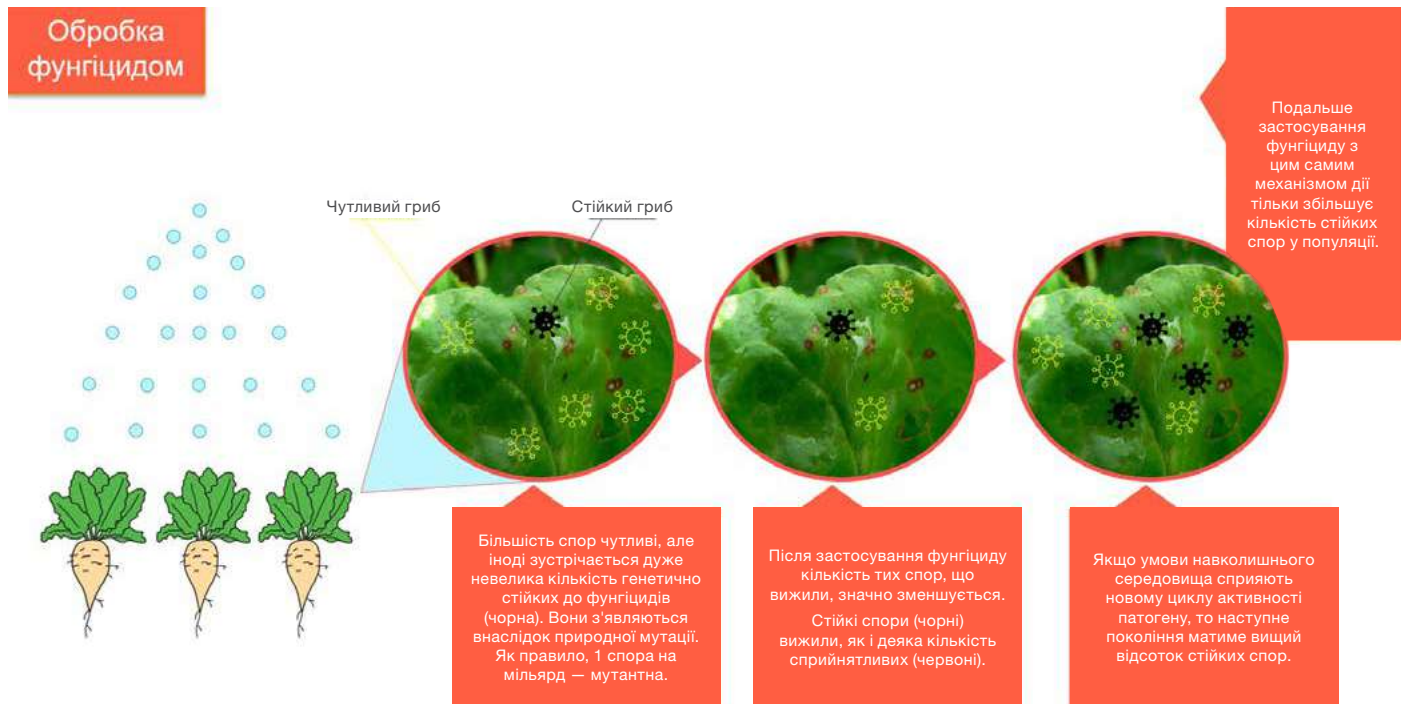 Обробка
фунгіцидом
Чутливий гриб
Стійкий гриб
Більшість спор чутливі, але
іноді зустрічається дуже
невелика кількість генетично
стійких до фунгіцидів
(чорна). Вони з'являються
внаслідок природної мутації.
Як правило, 1 спора на
мільярд — мутантна.
Після застосування фунгіциду
кількість тих спор, що
вижили, значно зменшується.
Стійкі спори (чорні)
вижили, як і деяка кількість
сприйнятливих (червоні).
Якщо умови навколишнього
середовища сприяють
новому циклу активності
патогену, то наступне
покоління матиме вищий
відсоток стійких спор.
Подальше
застосування
фунгіциду з
цим самим
механізмом дії
тільки збільшує
кількість стійких
спор у популяції.